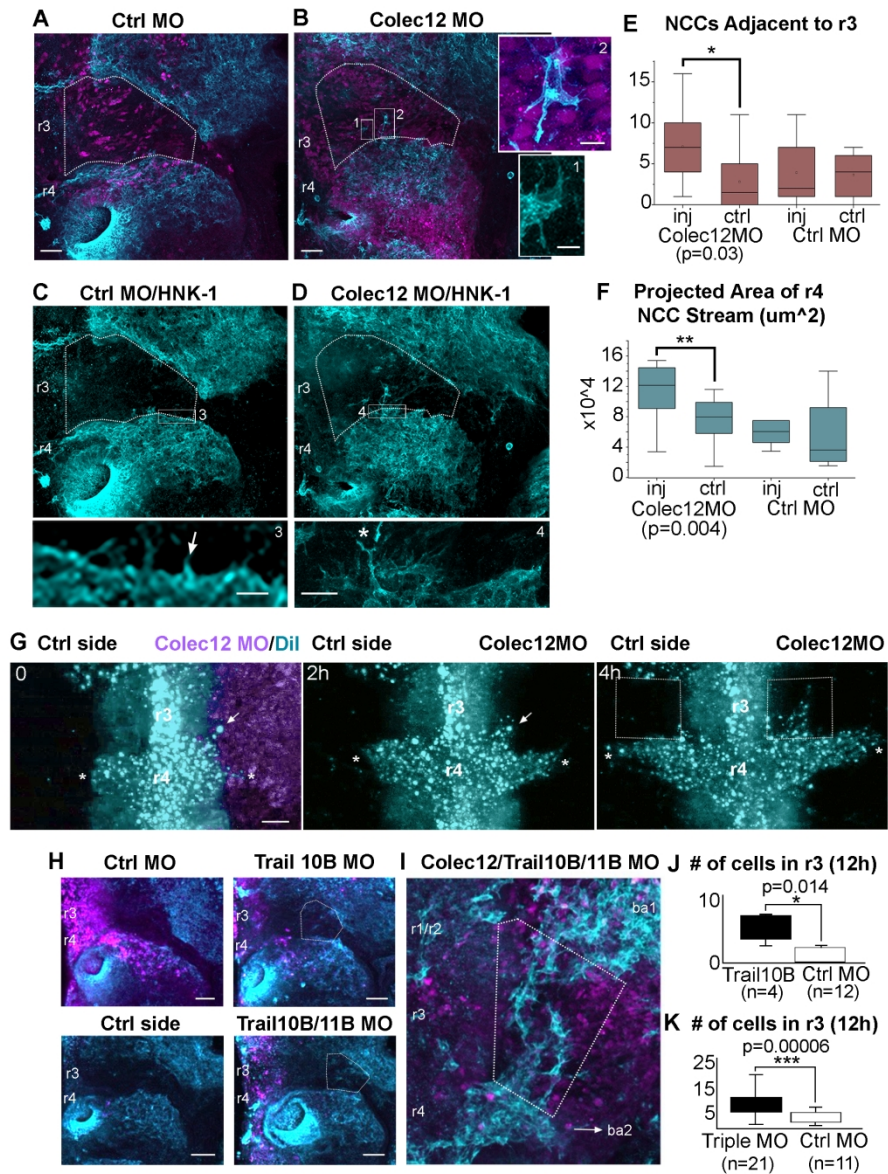 A Ctrl MO
r3
r4
B Colec12 MO
1
2
2
1
E NCCs Adjacent to r3
*
15
10
5
0
inj ctrl inj ctrl
Colec12MO Ctrl MO
(p=0.03)
C Ctrl MO/HNK-1
r3
r4
3
3
D Colec12 MO/HNK-1
r3
r4
4
*
4
F Projected Area of r4
NCC Stream (um^2)
**
x10^4
16
12
8
4
0
inj ctrl inj ctrl
Colec12MO Ctrl MO
(p=0.004)
G Ctrl side Colec12 MO/DiI
0
r3
r4
* *
Ctrl side Colec12MO
2h
r3
r4
* *
Ctrl side Colec12MO
4h
r3
r4
* *
H Ctrl MO
r3
r4
Trail 10B MO
r3
r4
Ctrl side
r3
r4
Trail10B/11B MO
r3
r4
I Colec12/Trail10B/11B MO
ba1
r1/r2
r3
r4
ba2
J # of cells in r3 (12h)
p=0.014
*
10
0
Trail10B Ctrl MO
(n=4) (n=12)
K # of cells in r3 (12h)
p=0.00006
***
25
15
5
Triple MO Ctrl MO
(n=21) (n=11)